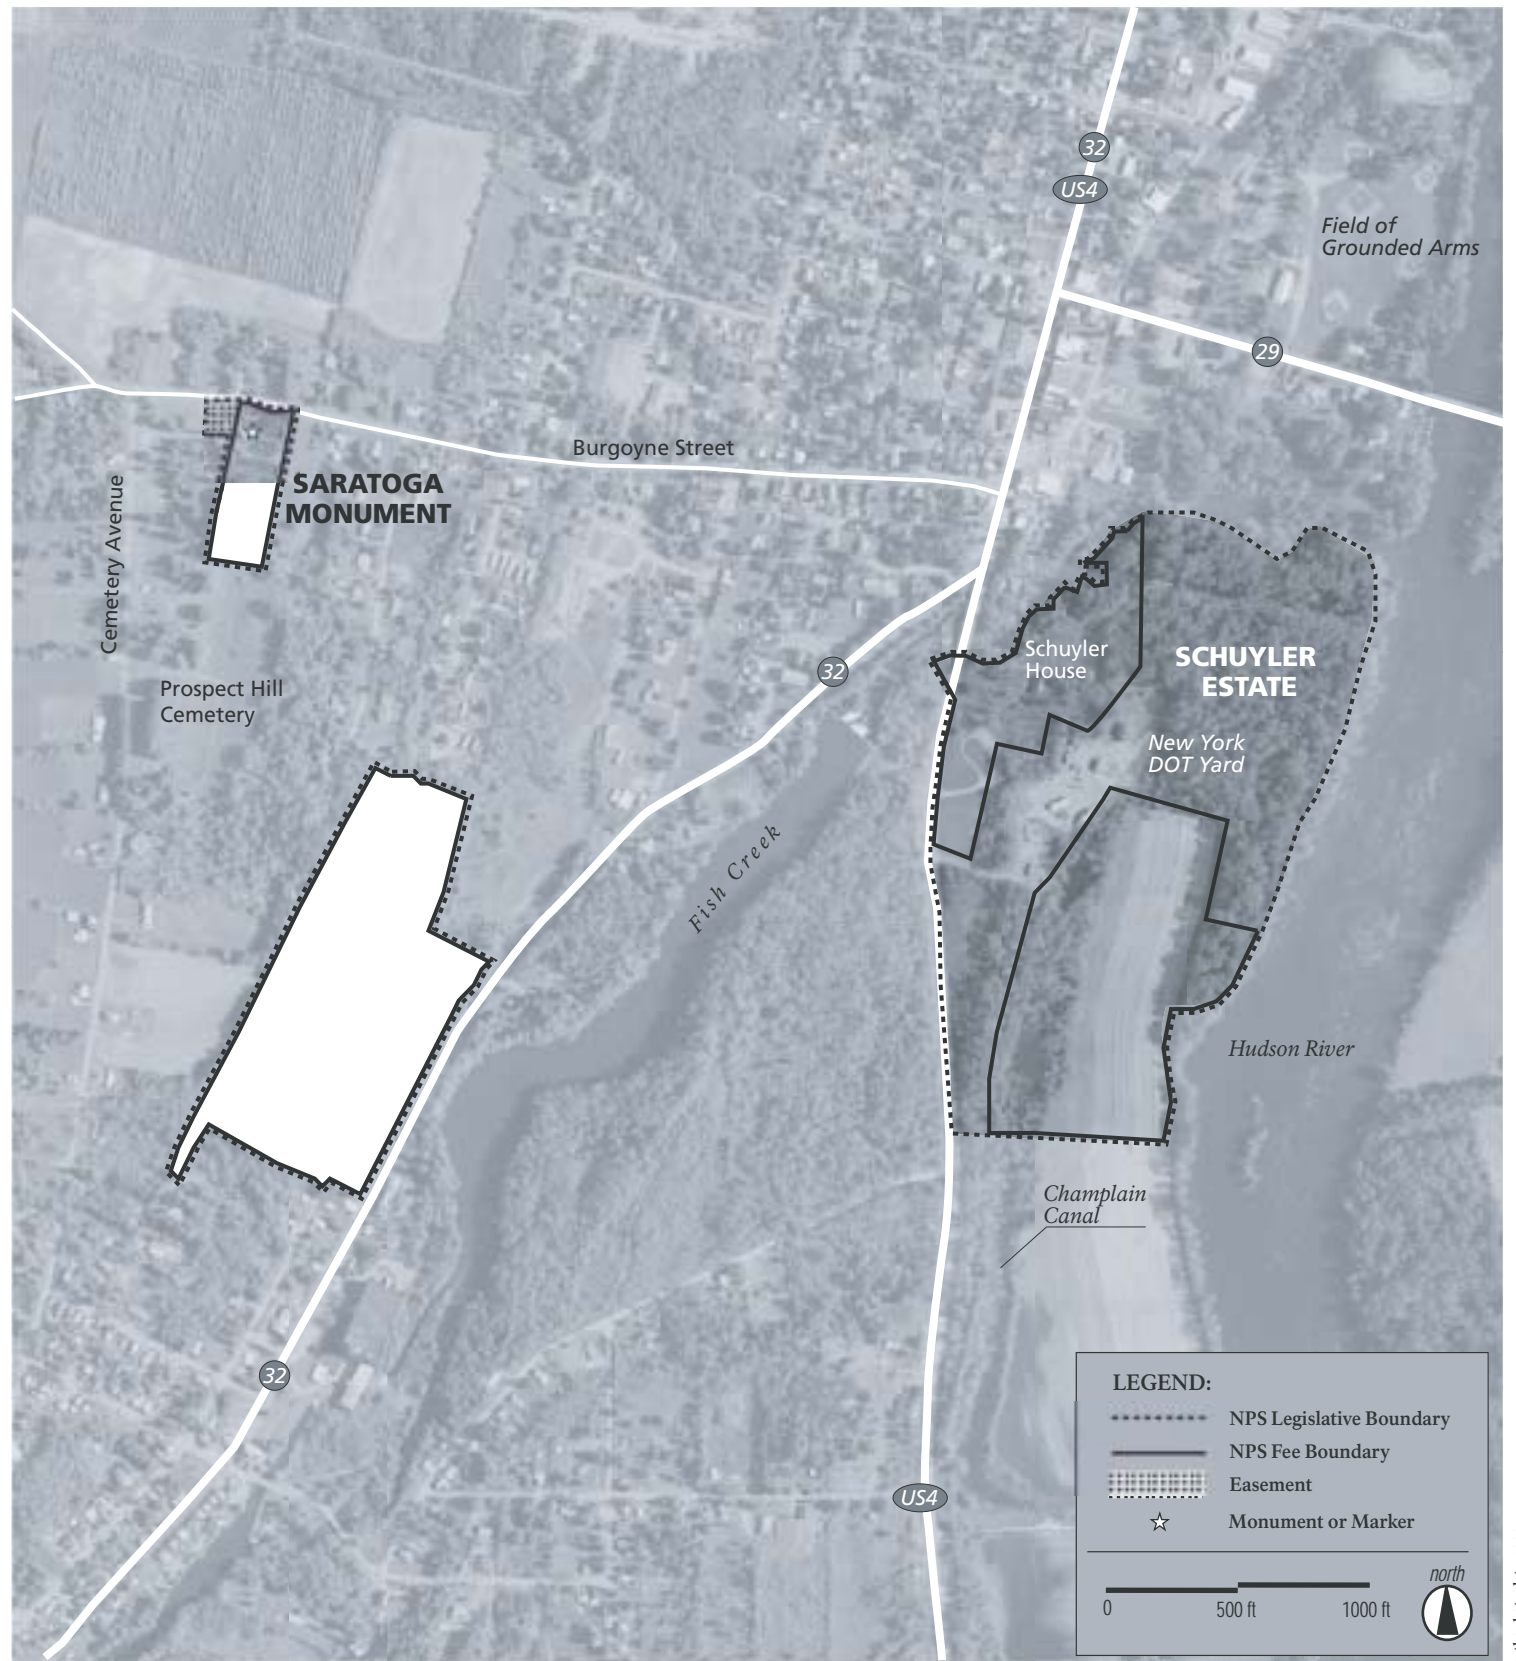 32
US4
Field of
Grounded Arms
29
Burgoyne Street
SARATOGA
MONUMENT
Cemetery Avenue
Schuyler
House
SCHUYLER
ESTATE
32
Prospect Hill
Cemetery
New York
DOT Yard
Fish Creek
Hudson River
Champlain
Canal
32
US4
LEGEND:
NPS Legislative Boundary
NPS Fee Boundary
Easement
Monument or Marker
north
0 500 ft 1000 ft